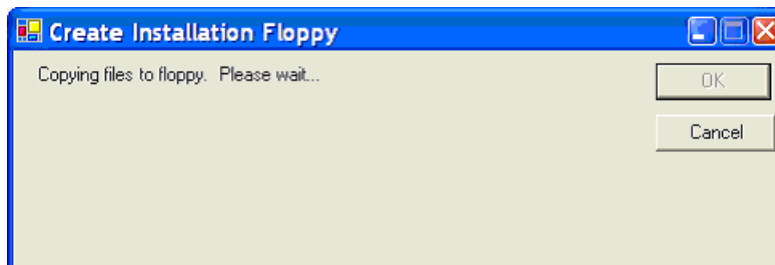 Create Installation Floppy
Copying files to floppy.  Please wait...
OK
Cancel